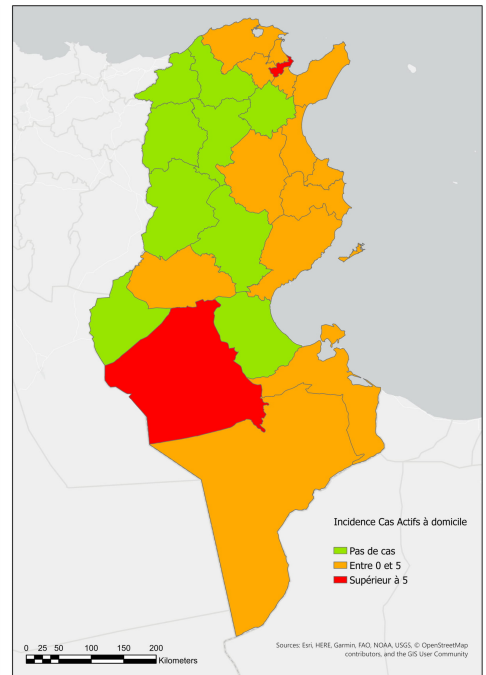 Incidence Cas Actifs à domicile
Pas de cas
Entre 0 et 5
Supérieur à 5
0 25 50 100 150 200
Kilometers
Sources: Esri, HERE, Garmin, FAO, NOAA, USGS, © OpenStreetMap
contributors, and the GIS User Community